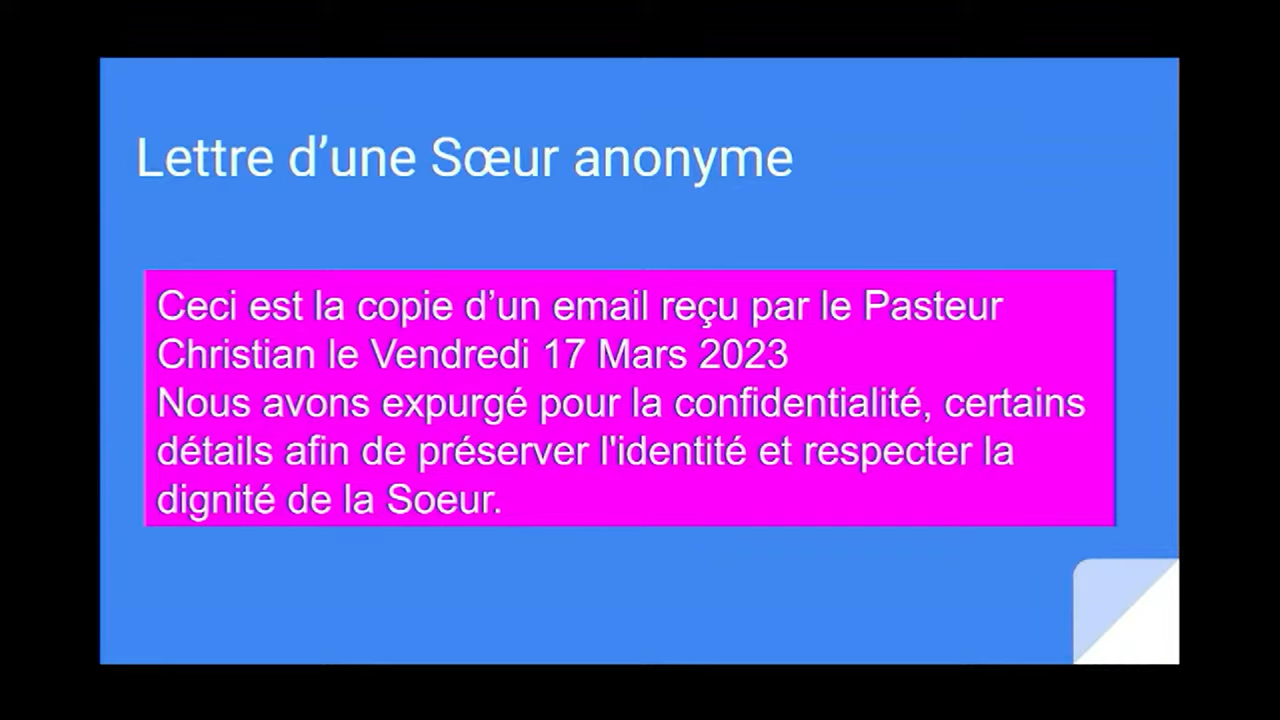 Lettre d’une Sœur anonyme
Ceci est la copie d’un email reçu par le Pasteur
Christian le Vendredi 17 Mars 2023
Nous avons expurgé pour la confidentialité, certains
détails afin de préserver l'identité et respecter la
dignité de la Soeur.